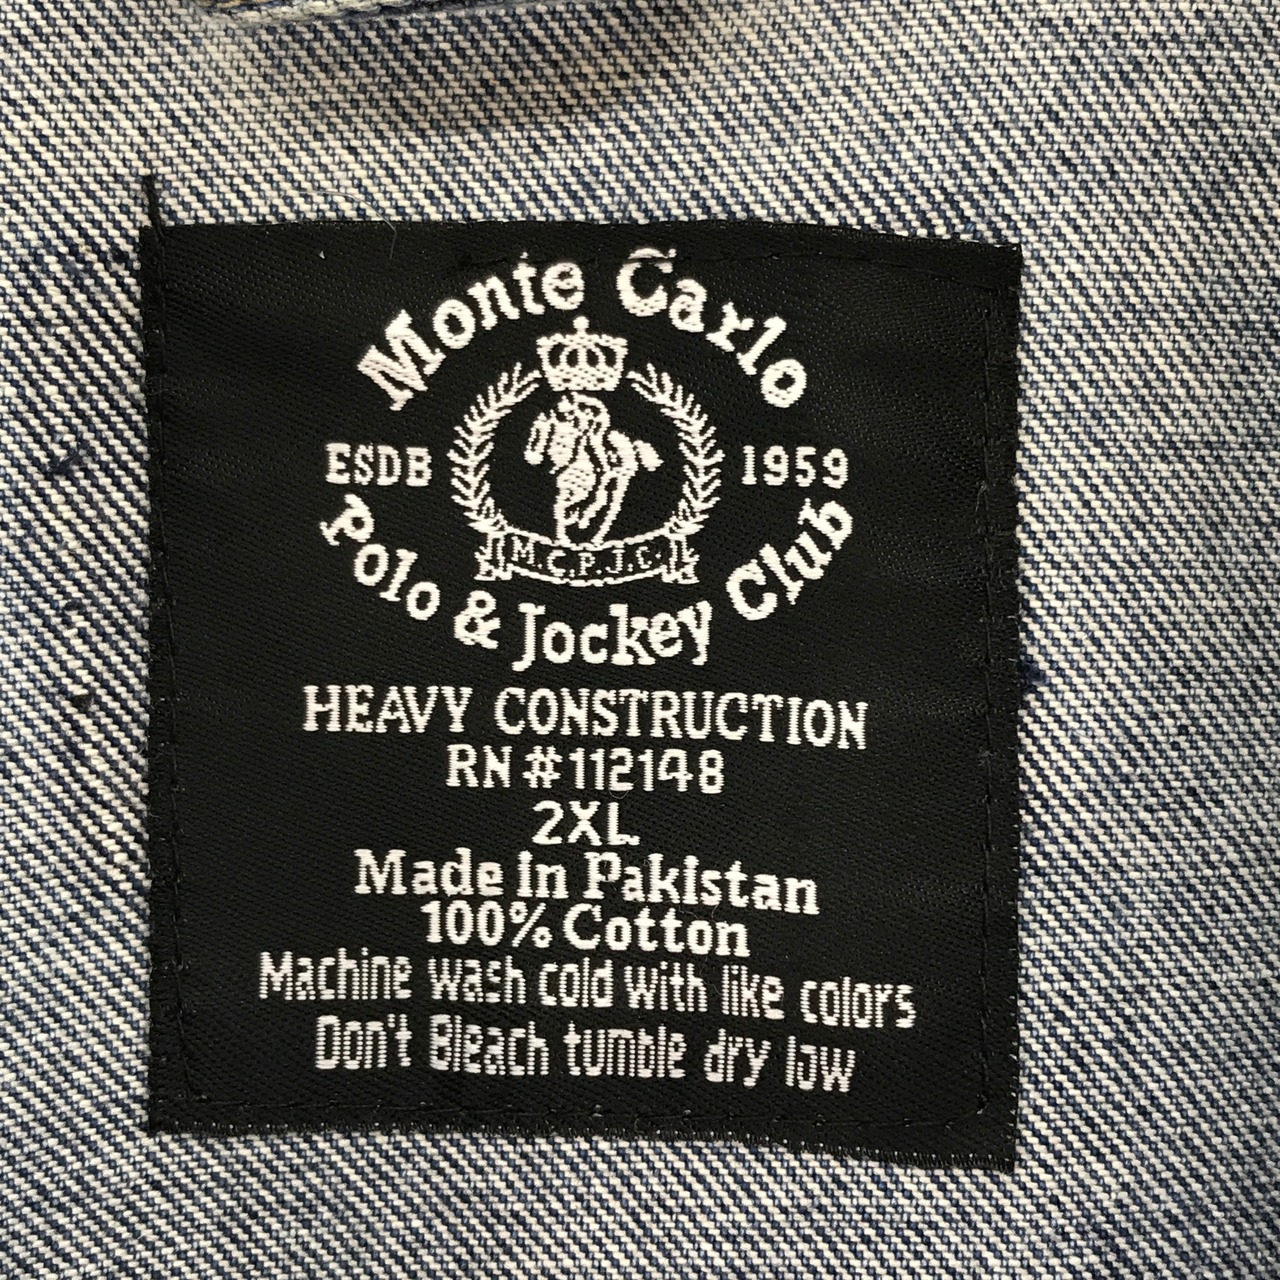 Monte Carlo
ESDB 1959
M.C.P.J.C.
Polo & Jockey Club
HEAVY CONSTRUCTION
RN #112148
2XL
Made in Pakistan
100% Cotton
Machine wash cold with like colors
Don't Bleach tumble dry low